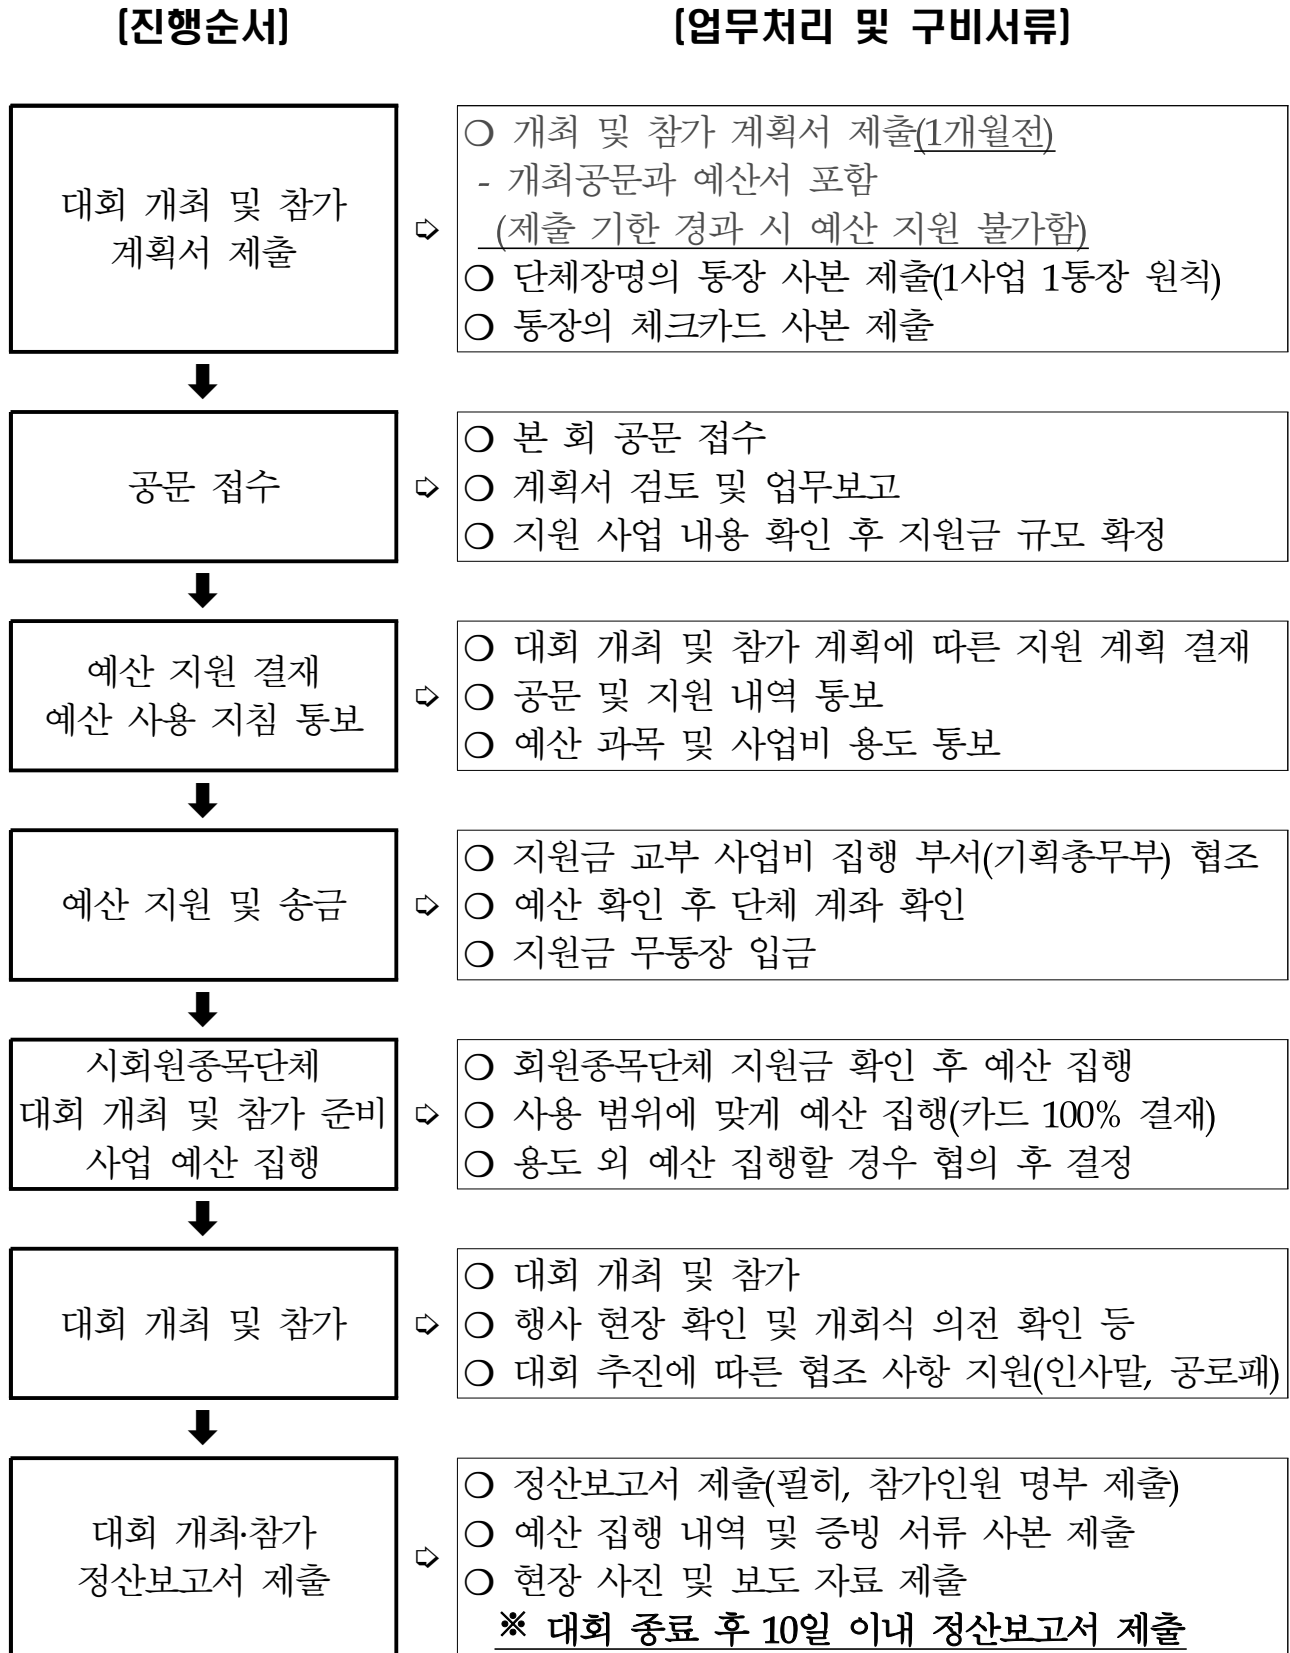 [진행순서] [업무처리 및 구비서류]
대회 개최 및 참가
계획서 제출
⇨
❍ 개최 및 참가 계획서 제출(1개월전)
- 개최공문과 예산서 포함
(제출 기한 경과 시 예산 지원 불가함)
❍ 단체장명의 통장 사본 제출(1사업 1통장 원칙)
❍ 통장의 체크카드 사본 제출
공문 접수
⇨
❍ 본 회 공문 접수
❍ 계획서 검토 및 업무보고
❍ 지원 사업 내용 확인 후 지원금 규모 확정
예산 지원 결재
예산 사용 지침 통보
⇨
❍ 대회 개최 및 참가 계획에 따른 지원 계획 결재
❍ 공문 및 지원 내역 통보
❍ 예산 과목 및 사업비 용도 통보
예산 지원 및 송금
⇨
❍ 지원금 교부 사업비 집행 부서(기획총무부) 협조
❍ 예산 확인 후 단체 계좌 확인
❍ 지원금 무통장 입금
시회원종목단체
대회 개최 및 참가 준비
사업 예산 집행
⇨
❍ 회원종목단체 지원금 확인 후 예산 집행
❍ 사용 범위에 맞게 예산 집행(카드 100% 결재)
❍ 용도 외 예산 집행할 경우 협의 후 결정
대회 개최 및 참가
⇨
❍ 대회 개최 및 참가
❍ 행사 현장 확인 및 개회식 의전 확인 등
❍ 대회 추진에 따른 협조 사항 지원(인사말, 공로패)
대회 개최·참가
정산보고서 제출
⇨
❍ 정산보고서 제출(필히, 참가인원 명부 제출)
❍ 예산 집행 내역 및 증빙 서류 사본 제출
❍ 현장 사진 및 보도 자료 제출
※ 대회 종료 후 10일 이내 정산보고서 제출